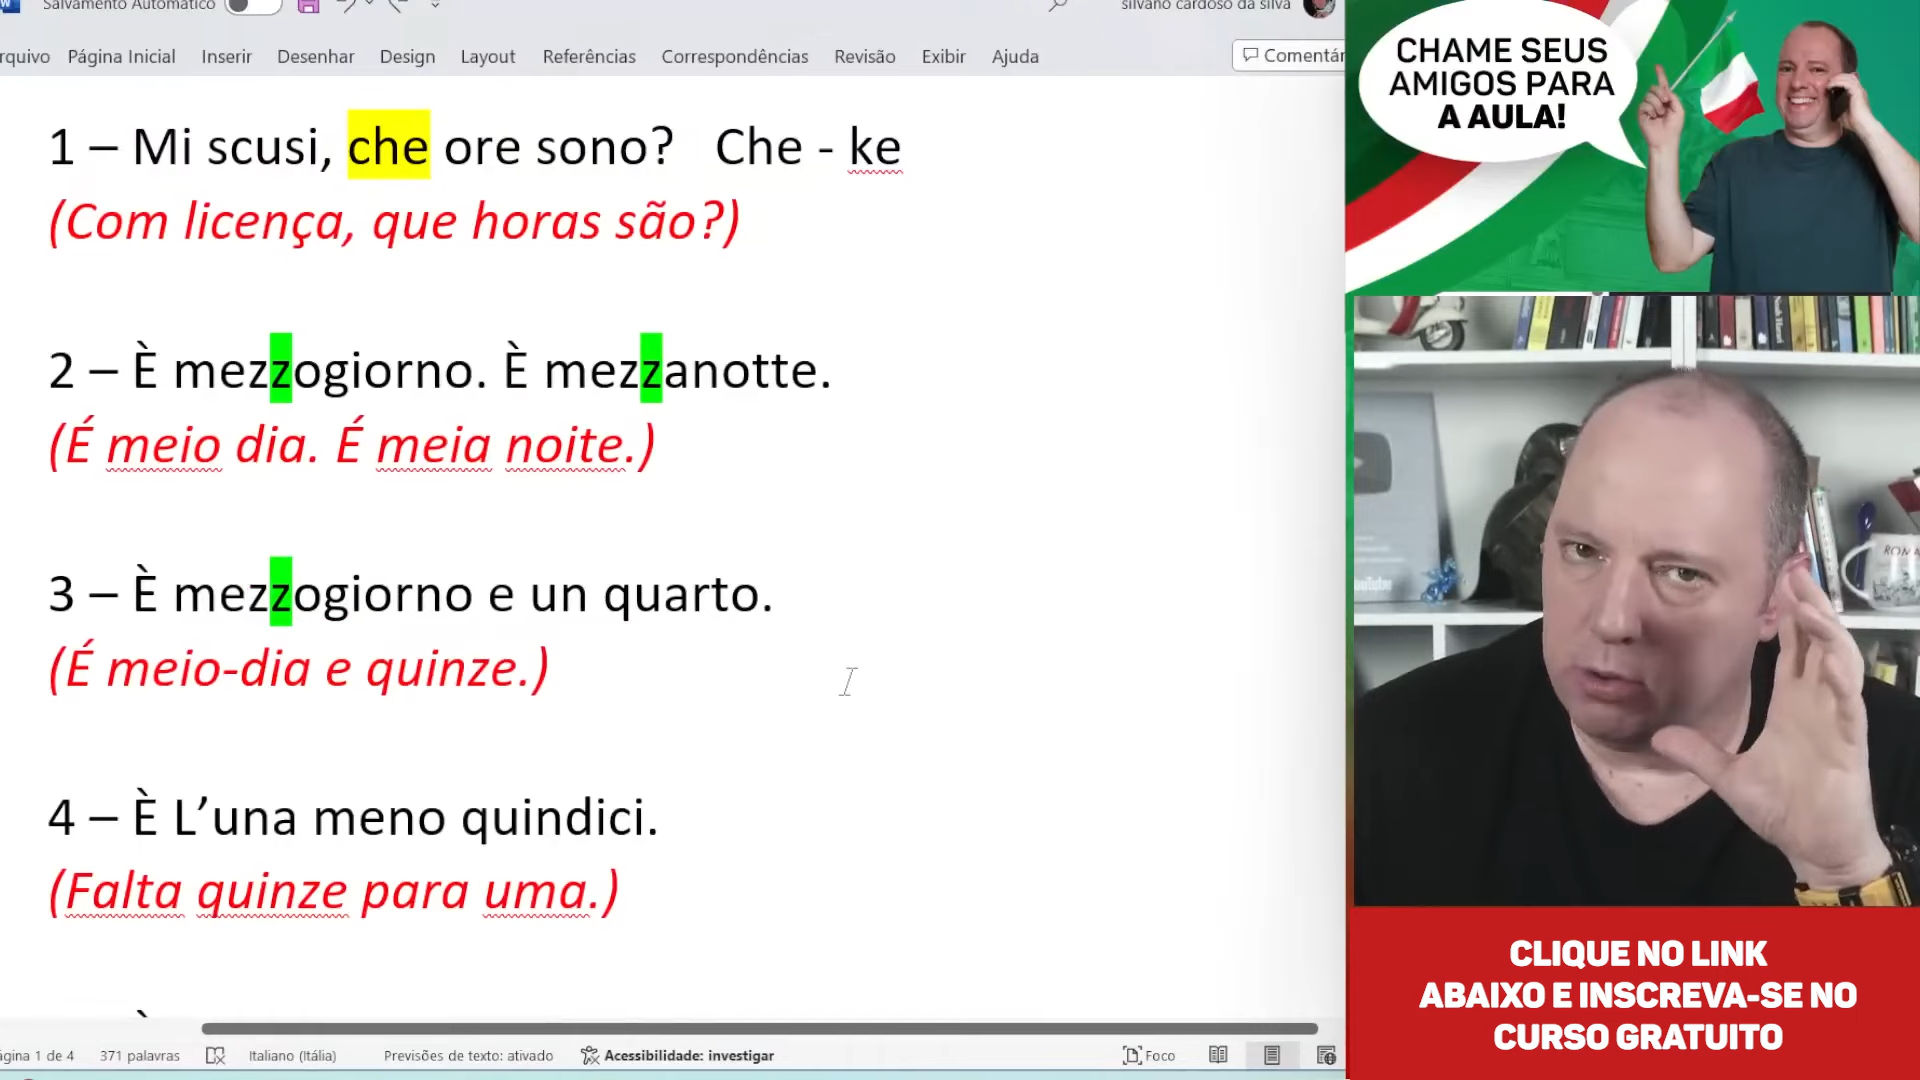 Salvamento Automático
silvano cardoso da silva
rquivo Página Inicial Inserir Desenhar Design Layout Referências Correspondências Revisão Exibir Ajuda Comentár
1 – Mi scusi, che ore sono? Che - ke
(Com licença, que horas são?)
2 – È mezzogiorno. È mezzanotte.
(É meio dia. É meia noite.)
3 – È mezzogiorno e un quarto.
(É meio-dia e quinze.)
4 – È L’una meno quindici.
(Falta quinze para uma.)
ágina 1 de 4 371 palavras Italiano (Itália) Previsões de texto: ativado Acessibilidade: investigar Foco
CHAME SEUS
AMIGOS PARA
A AULA!
ROMA
CLIQUE NO LINK
ABAIXO E INSCREVA-SE NO
CURSO GRATUITO